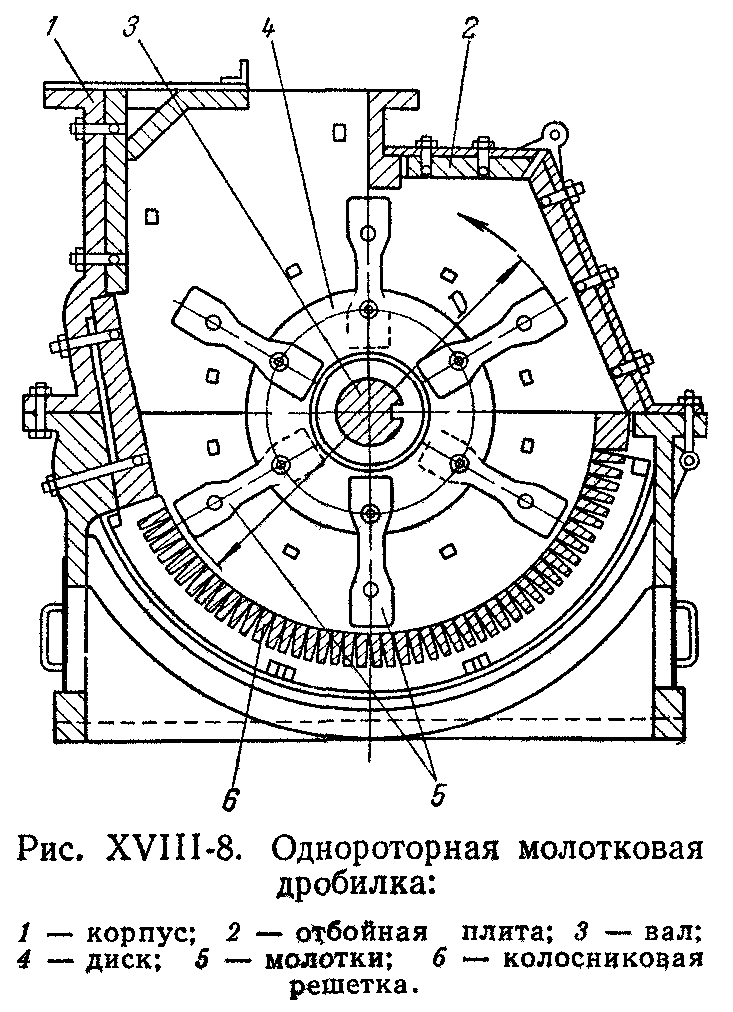 1
3
4
2
D
6
5
Рис. XVIII-8. Однороторная молотковая
дробилка:
1 — корпус; 2 — отбойная плита; 3 — вал;
4 — диск; 5 — молотки; 6 — колосниковая
решетка.